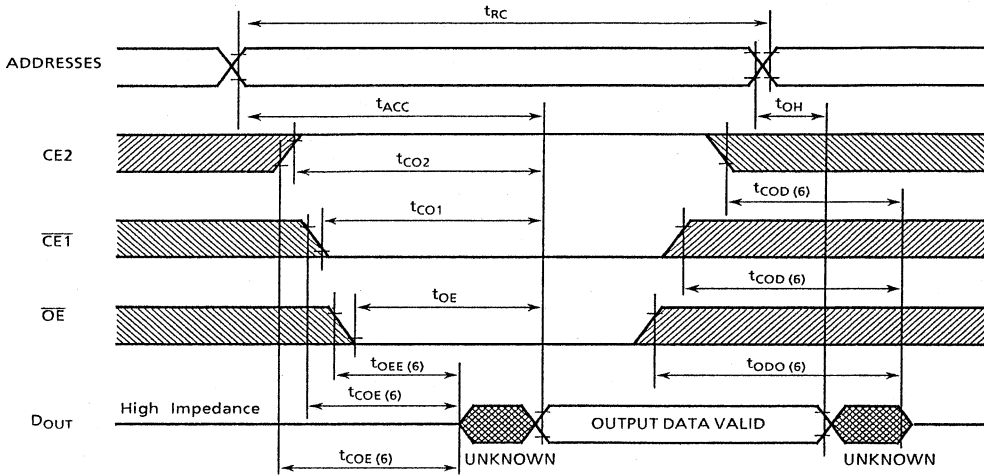 tRC
ADDRESSES
tACC
tOH
CE2
tCO2
tCOD (6)
tCO1
CE1
tCOD (6)
tOE
OE
tOEE (6)
tODO (6)
tCOE (6)
High Impedance
DOUT
OUTPUT DATA VALID
tCOE (6)
UNKNOWN
UNKNOWN